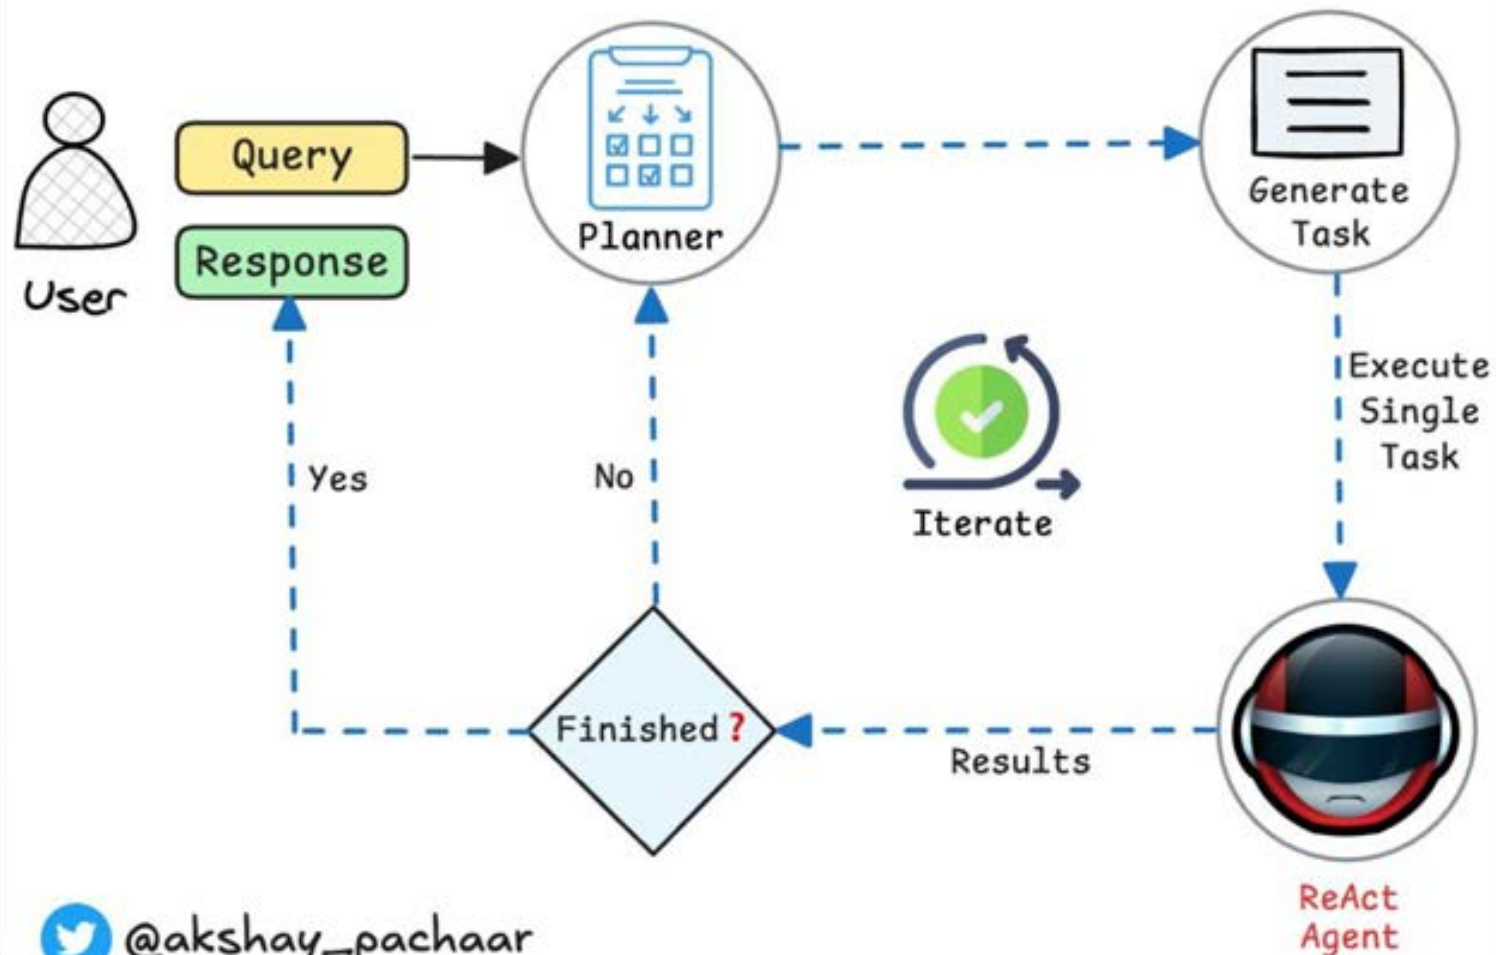 Query
Response
User
Planner
Generate
Task
Execute
Single
Task
Yes
No
Iterate
Finished ?
Results
ReAct
Agent
@akshay_pachaar